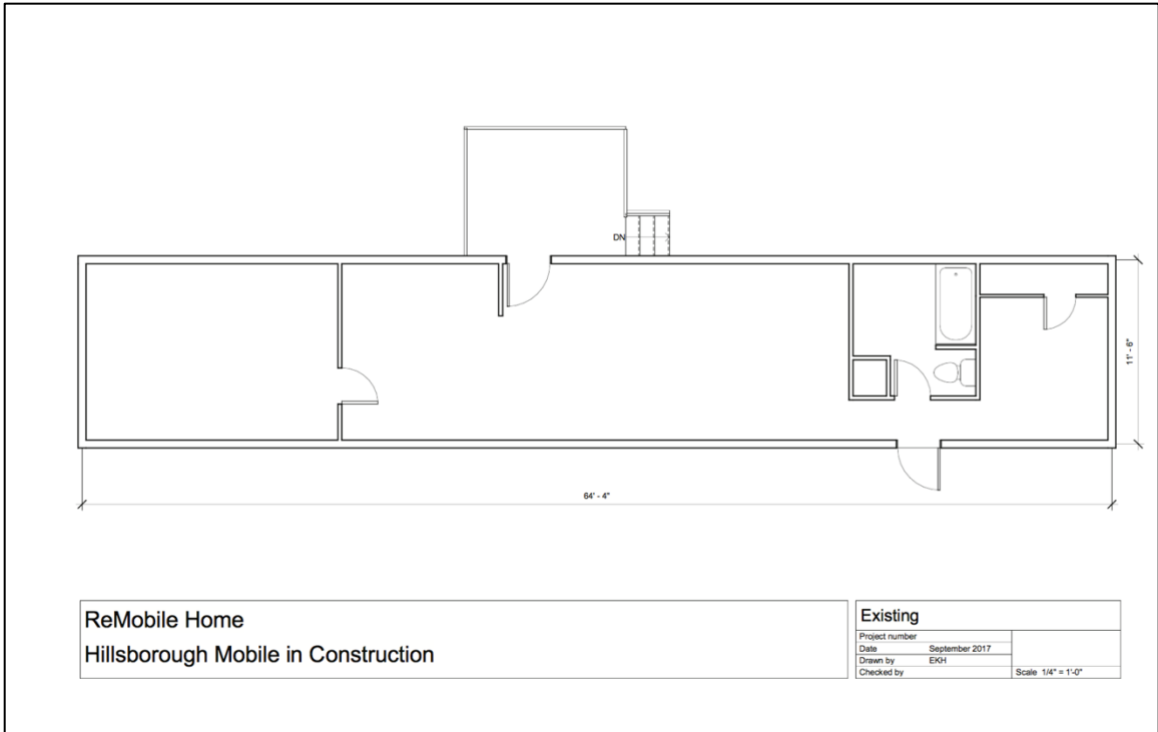 DN
11' - 6"
64' - 4"
ReMobile Home
Hillsborough Mobile in Construction
Existing
Project number
Date September 2017
Drawn by EKH
Checked by
Scale 1/4" = 1'-0"